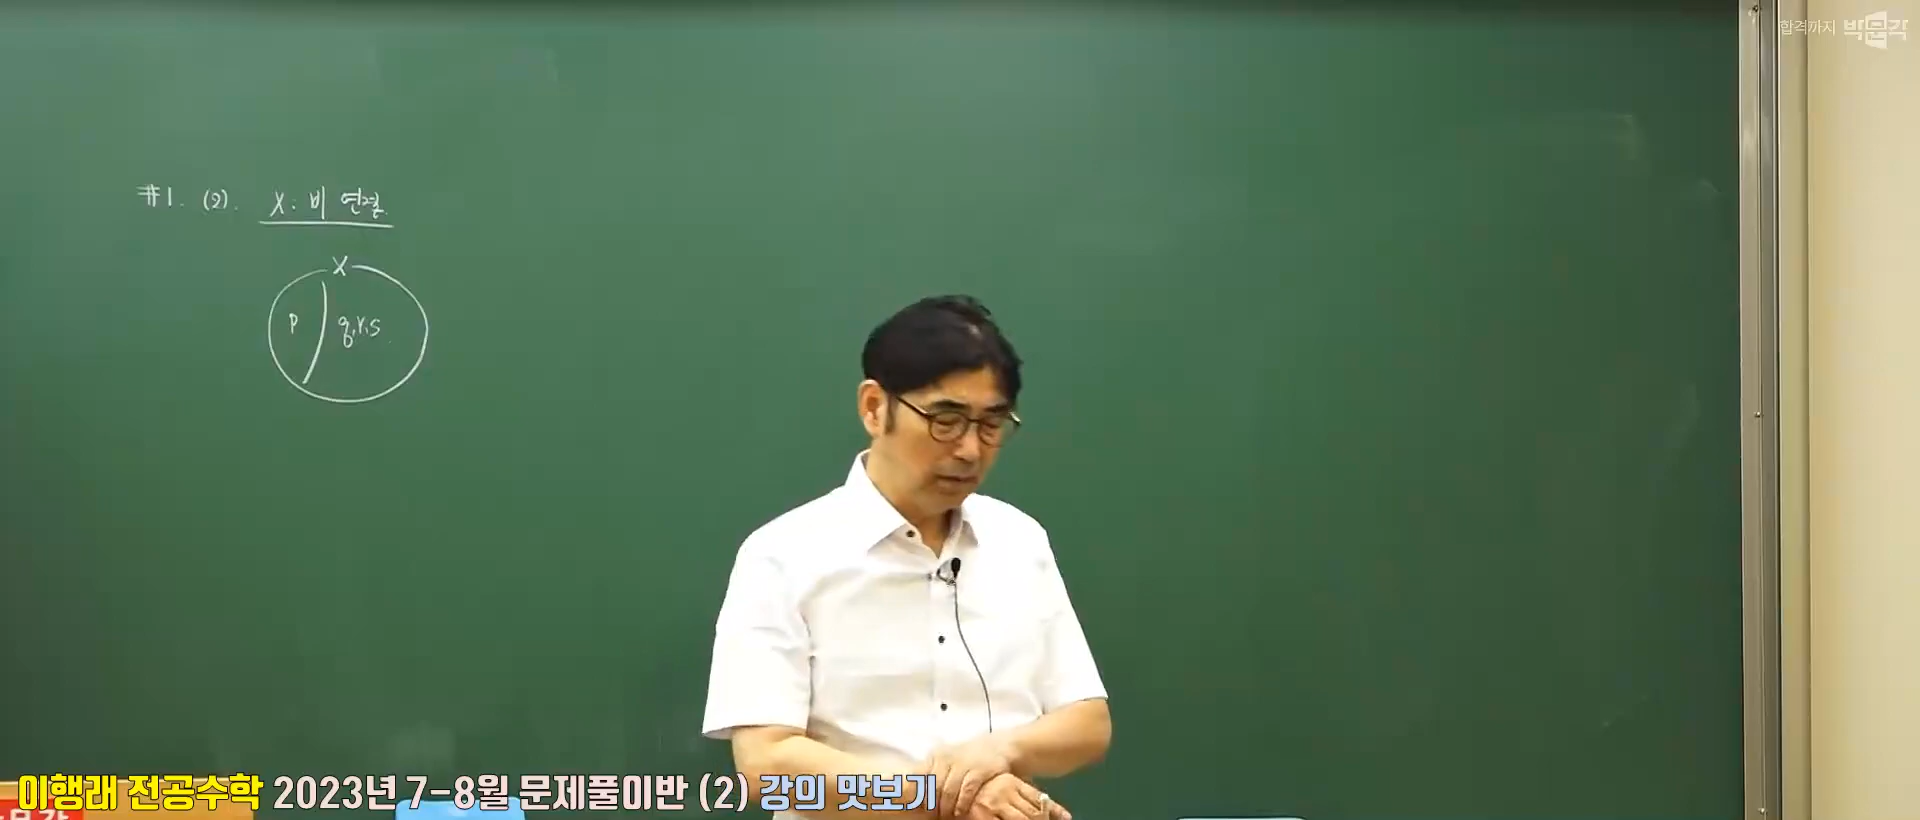 합격까지 박문각
#1. (2). X : 비 연결.
X
P q, r, s
이행래 전공수학 2023년 7-8월 문제풀이반 (2) 강의 맛보기